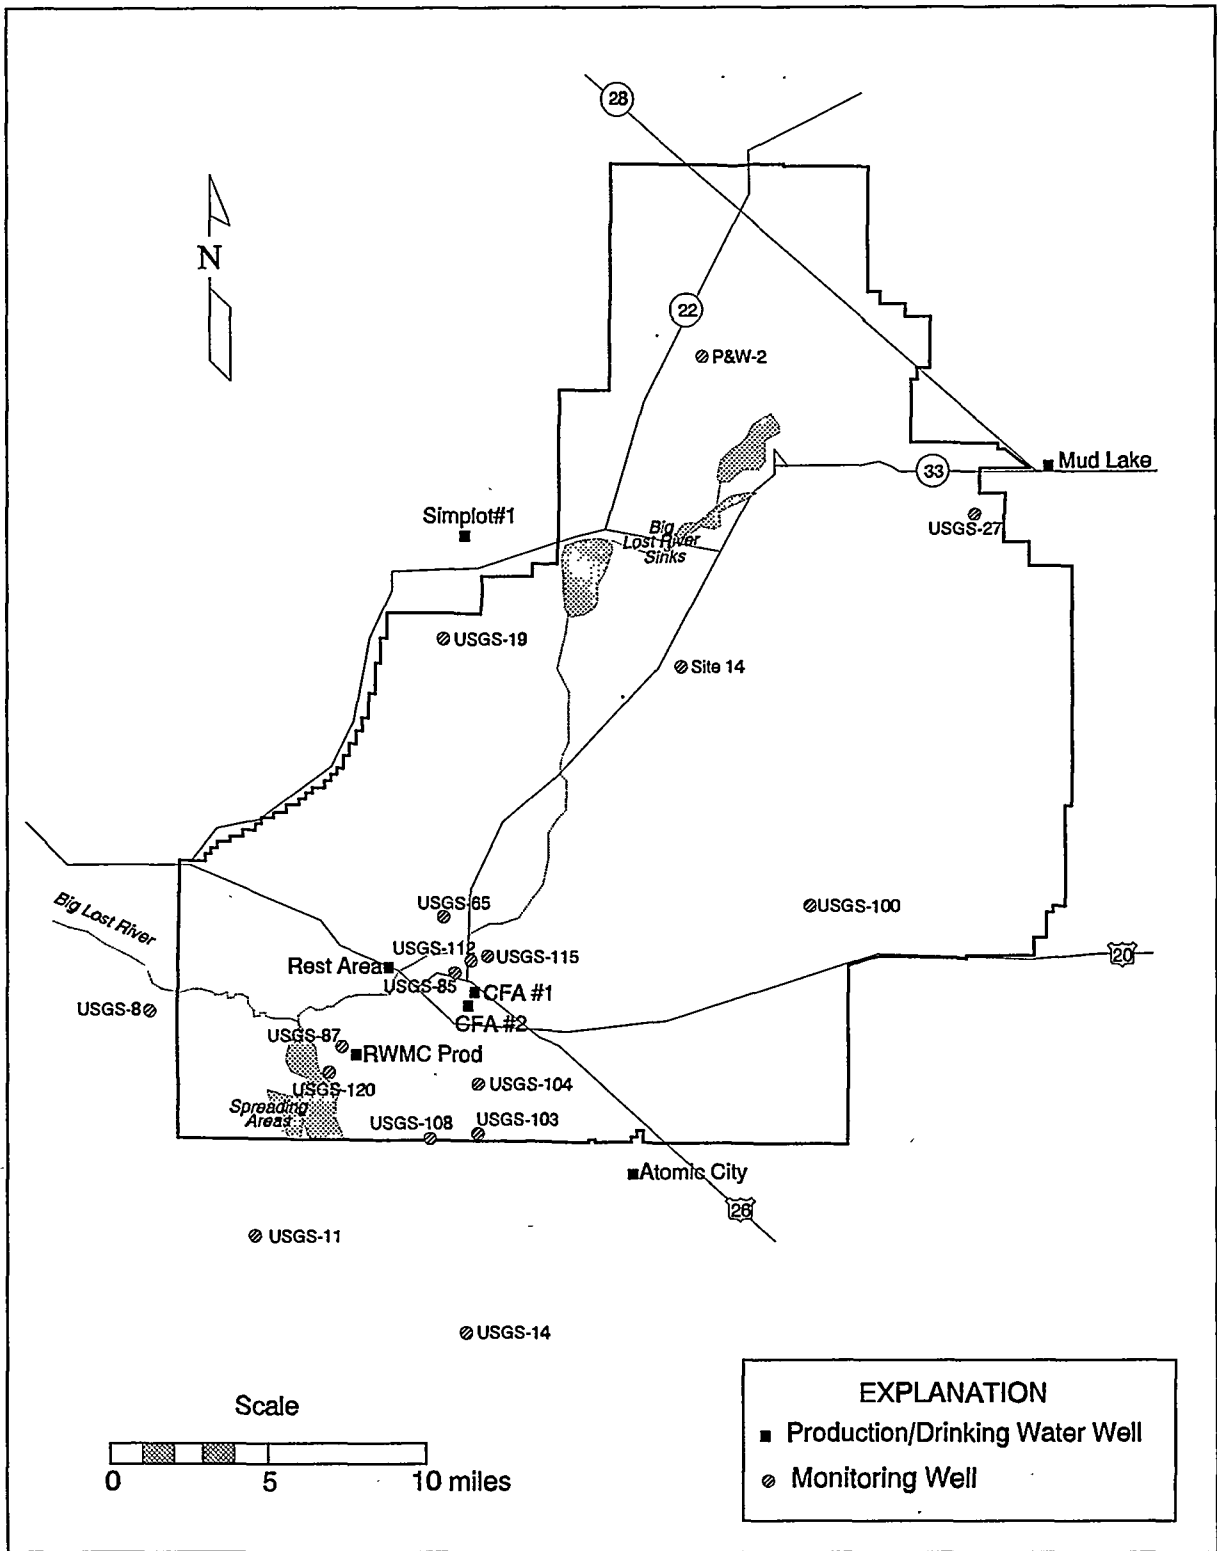 28
N
22
P&W-2
Mud Lake
33
Simplot#1
USGS-27
Big
Lost River
Sinks
USGS-19
Site 14
USGS-65
USGS-100
Big Lost River
USGS-112
USGS-115
20
Rest Area
USGS-85
CFA #1
USGS-8
CFA #2
USGS-87
RWMC Prod
USGS-104
USGS-120
Spreading
Areas
USGS-108
USGS-103
Atomic City
26
USGS-11
USGS-14
Scale
0 5 10 miles
EXPLANATION
Production/Drinking Water Well
Monitoring Well